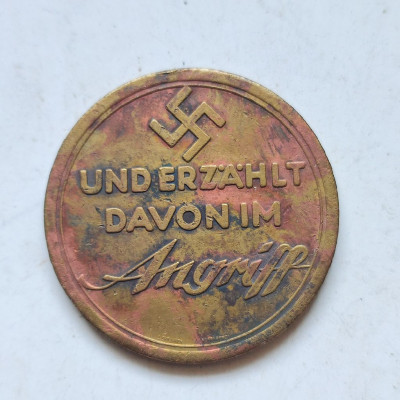 UND ERZÄHLT
DAVON IM
Angriff